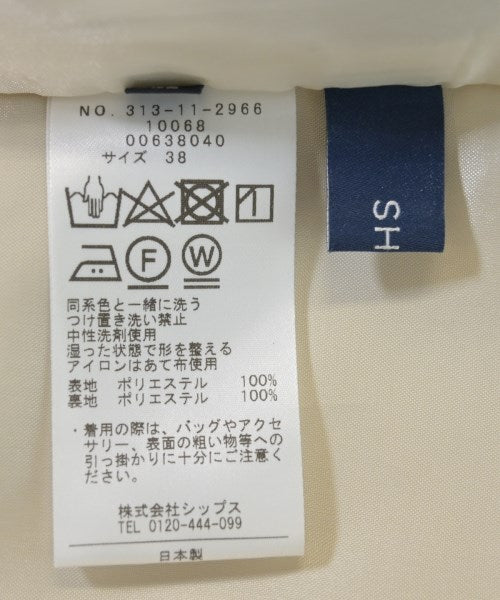 NO. 313-11-2966
10068
00638040
サイズ 38
F W
同系色と一緒に洗う
つけ置き洗い禁止
中性洗剤使用
湿った状態で形を整える
アイロンはあて布使用
表地 ポリエステル 100%
裏地 ポリエステル 100%
・着用の際は、バッグやアクセ
サリー、表面の粗い物等への
引っ掛かりに十分にご注意く
ださい。
株式会社シップス
TEL 0120-444-099
日本製
SH